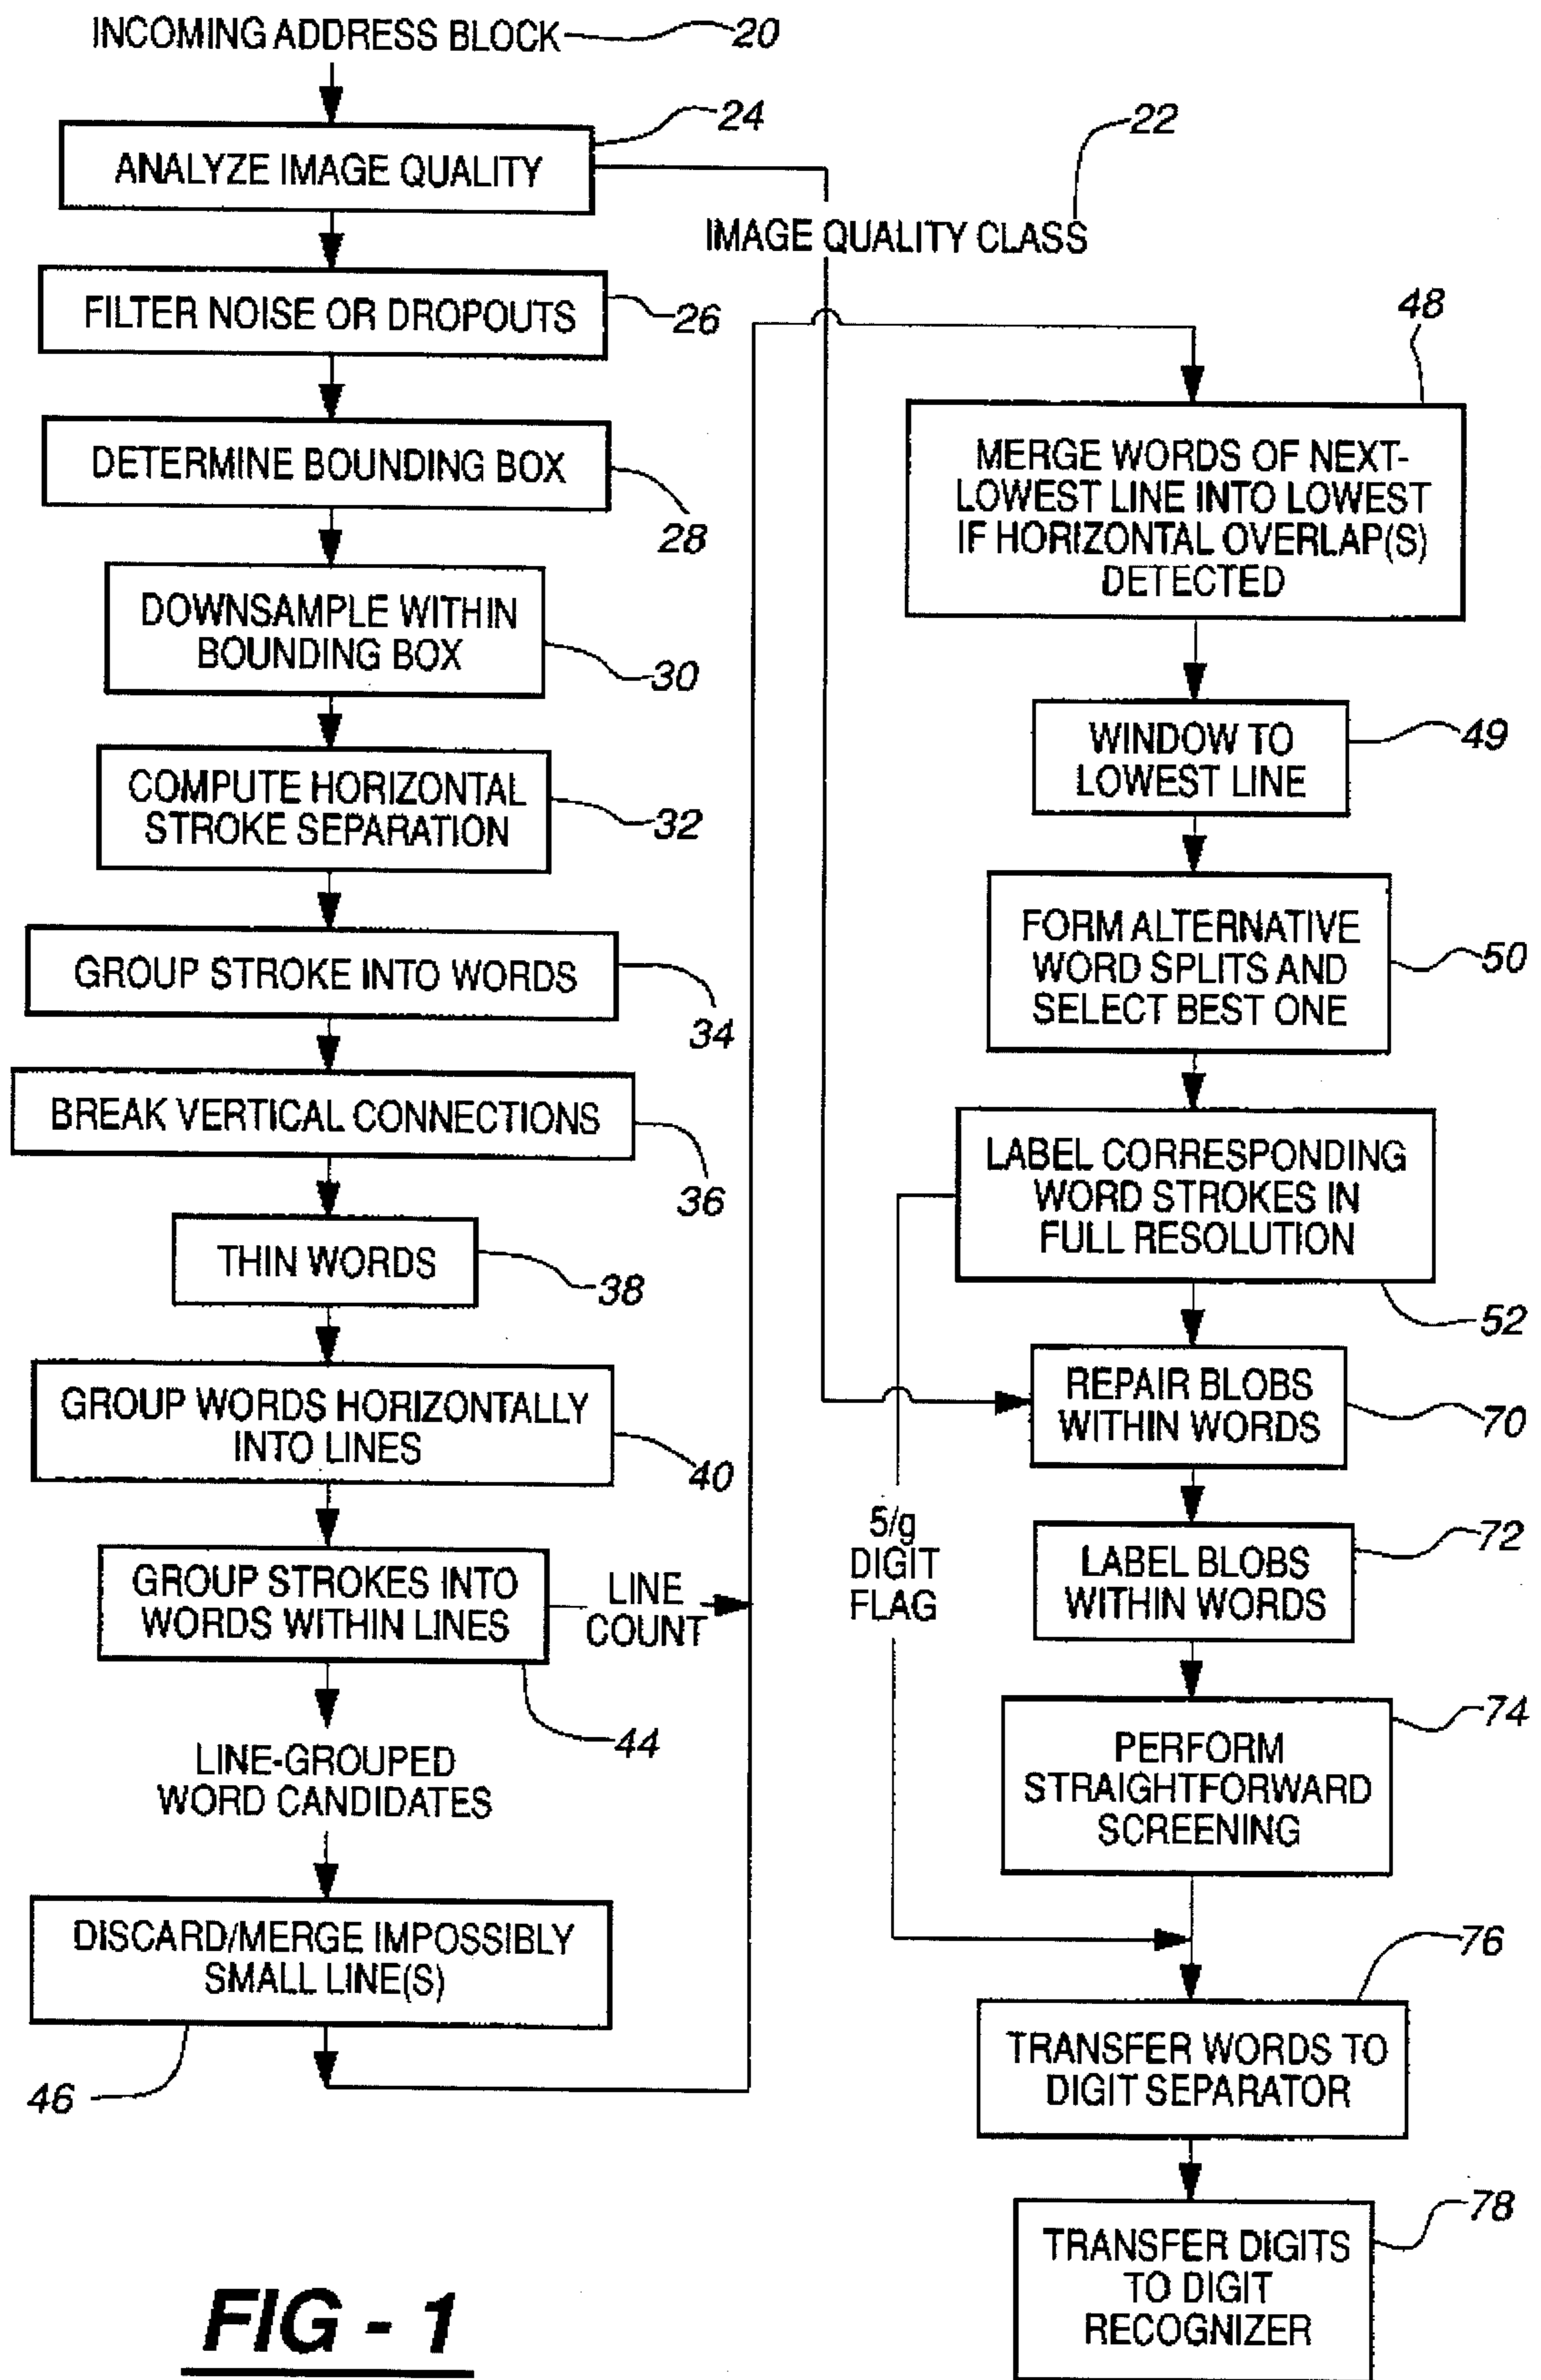 INCOMING ADDRESS BLOCK 20
24
ANALYZE IMAGE QUALITY
22
IMAGE QUALITY CLASS
FILTER NOISE OR DROPOUTS
26
DETERMINE BOUNDING BOX
28
DOWNSAMPLE WITHIN
BOUNDING BOX
30
COMPUTE HORIZONTAL
STROKE SEPARATION
32
GROUP STROKE INTO WORDS
34
BREAK VERTICAL CONNECTIONS
36
THIN WORDS
38
GROUP WORDS HORIZONTALLY
INTO LINES
40
GROUP STROKES INTO
WORDS WITHIN LINES
LINE
COUNT
44
LINE-GROUPED
WORD CANDIDATES
DISCARD/MERGE IMPOSSIBLY
SMALL LINE(S)
46
48
MERGE WORDS OF NEXT-
LOWEST LINE INTO LOWEST
IF HORIZONTAL OVERLAP(S)
DETECTED
WINDOW TO
LOWEST LINE
49
FORM ALTERNATIVE
WORD SPLITS AND
SELECT BEST ONE
50
LABEL CORRESPONDING
WORD STROKES IN
FULL RESOLUTION
52
REPAIR BLOBS
WITHIN WORDS
70
5/g
DIGIT
FLAG
LABEL BLOBS
WITHIN WORDS
72
PERFORM
STRAIGHTFORWARD
SCREENING
74
76
TRANSFER WORDS TO
DIGIT SEPARATOR
78
TRANSFER DIGITS
TO DIGIT
RECOGNIZER
FIG - 1